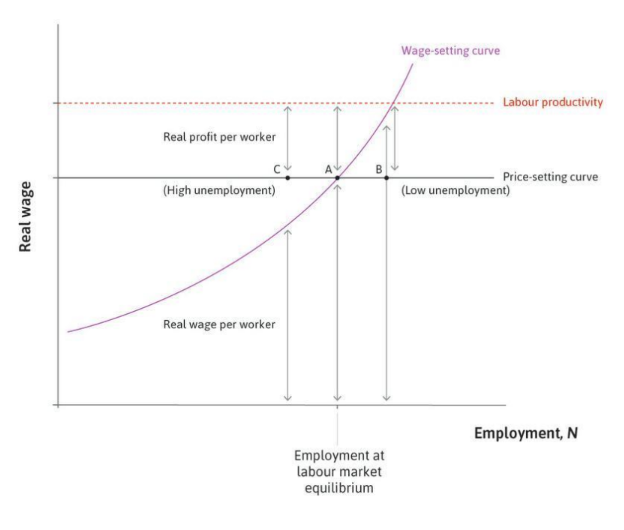 Wage-setting curve
Labour productivity
Real profit per worker
C
A
B
Price-setting curve
(High unemployment)
(Low unemployment)
Real wage
Real wage per worker
Employment, N
Employment at
labour market
equilibrium